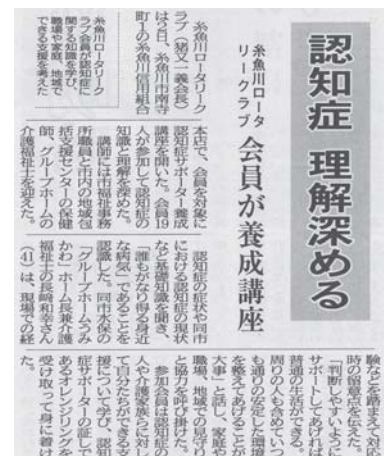 認知症 理解深める
糸魚川ロータ
リークラブ
会員が養成講座
糸魚川ロータリーク
ラブ会員が認知症に
関する知識を学び、
職場や家庭、地域で
できる支援を考えた
糸魚川ロータリーク
ラブ(猪又一義会長)
は5日、糸魚川市南寺
町1の糸魚川信用組合
本店で、会員を対象に
認知症サポーター養成
講座を開いた。会員19
人が参加して認知症の
知識と理解を深めた。
講師には市福祉事務
所職員と市内の地域包
括支援センターの保健
師、グループホームの
介護福祉士を迎えた。
認知症の症状や同市
における認知症の現状
など基礎知識を聞き、
「誰もがなり得る身近
な病気」であることを
認識した。同市水保の
「グループホームうみ
かわ」ホーム長兼介護
福祉士の長崎和幸さん
(41)は、現場での経
験などを踏まえて対応
時の留意点を伝えた。
「判断しやすいように
サポートしてあげれば
普通の生活ができる。
周りの人も含めていつ
も通りの安定した環境
を整えてあげることが
大事」と話し、家庭や
職場、地域での見守り
と協力を呼び掛けた。
参加会員は認知症の
人や介護家族らに対し
て自分たちができる支
援について学び、認知
症サポーターの証しで
あるオレンジリングを
受け取って身に着け
た。